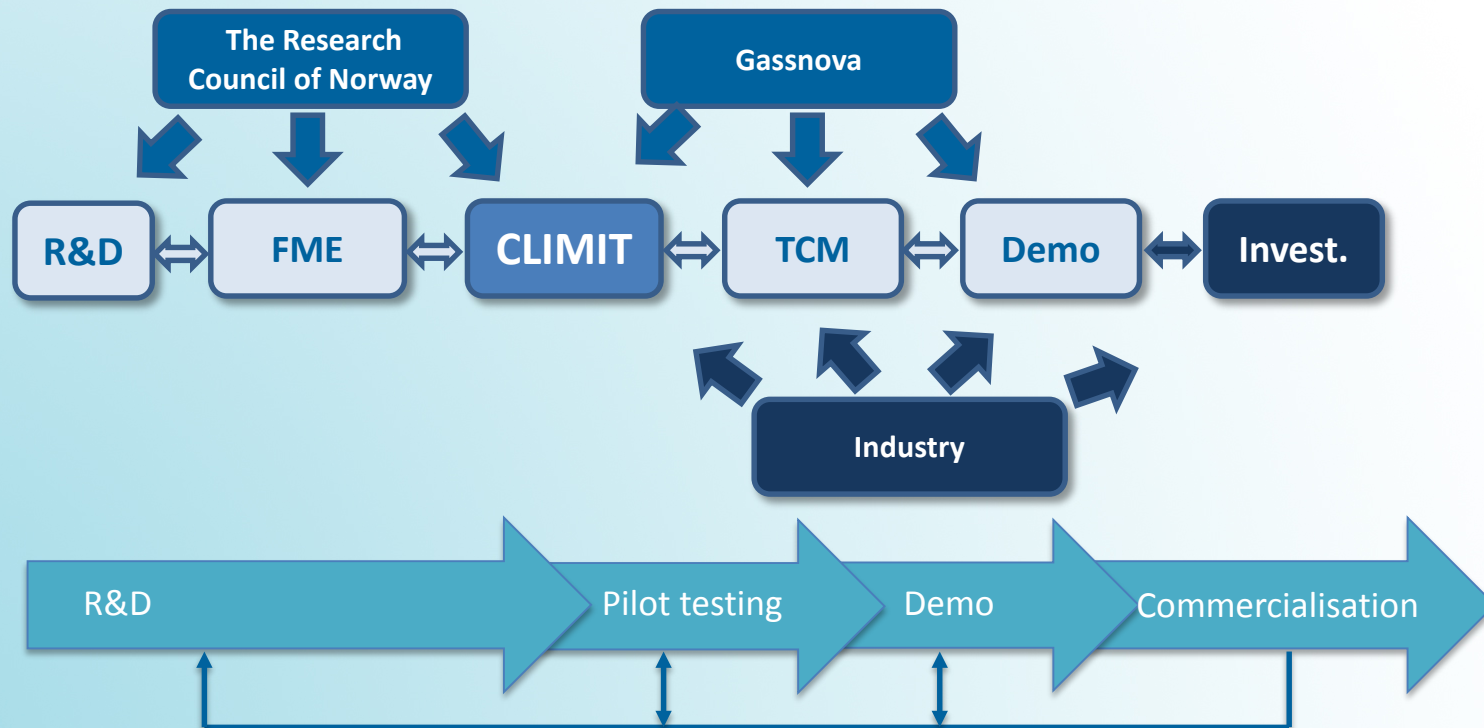 The Research
Council of Norway
Gassnova
R&D
FME
CLIMIT
TCM
Demo
Invest.
Industry
R&D
Pilot testing
Demo
Commercialisation